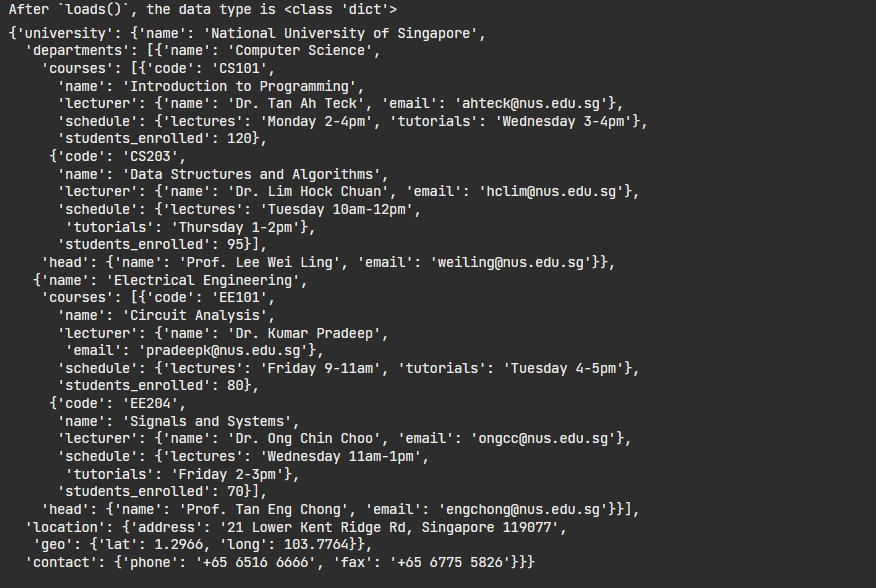 After `loads()`, the data type is <class 'dict'>
{'university': {'name': 'National University of Singapore',
'departments': [{'name': 'Computer Science',
'courses': [{'code': 'CS101',
'name': 'Introduction to Programming',
'lecturer': {'name': 'Dr. Tan Ah Teck', 'email': 'ahteck@nus.edu.sg'},
'schedule': {'lectures': 'Monday 2-4pm', 'tutorials': 'Wednesday 3-4pm'},
'students_enrolled': 120},
{'code': 'CS203',
'name': 'Data Structures and Algorithms',
'lecturer': {'name': 'Dr. Lim Hock Chuan', 'email': 'hclim@nus.edu.sg'},
'schedule': {'lectures': 'Tuesday 10am-12pm',
'tutorials': 'Thursday 1-2pm'},
'students_enrolled': 95}],
'head': {'name': 'Prof. Lee Wei Ling', 'email': 'weiling@nus.edu.sg'}},
{'name': 'Electrical Engineering',
'courses': [{'code': 'EE101',
'name': 'Circuit Analysis',
'lecturer': {'name': 'Dr. Kumar Pradeep',
'email': 'pradeepk@nus.edu.sg'},
'schedule': {'lectures': 'Friday 9-11am', 'tutorials': 'Tuesday 4-5pm'},
'students_enrolled': 80},
{'code': 'EE204',
'name': 'Signals and Systems',
'lecturer': {'name': 'Dr. Ong Chin Choo', 'email': 'ongcc@nus.edu.sg'},
'schedule': {'lectures': 'Wednesday 11am-1pm',
'tutorials': 'Friday 2-3pm'},
'students_enrolled': 70}],
'head': {'name': 'Prof. Tan Eng Chong', 'email': 'engchong@nus.edu.sg'}}],
'location': {'address': '21 Lower Kent Ridge Rd, Singapore 119077',
'geo': {'lat': 1.2966, 'long': 103.7764}},
'contact': {'phone': '+65 6516 6666', 'fax': '+65 6775 5826'}}}